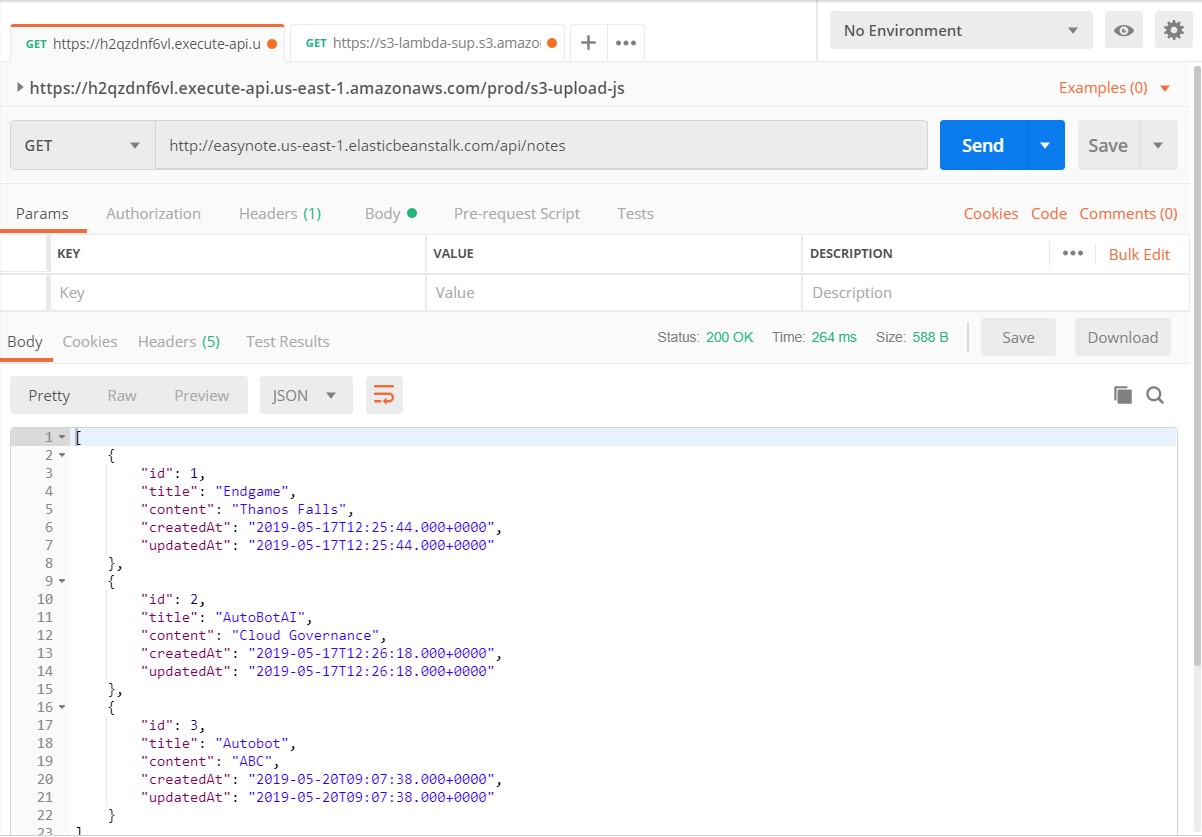 GET https://h2qzdnf6vl.execute-api.u GET https://s3-lambda-sup.s3.amazo No Environment
https://h2qzdnf6vl.execute-api.us-east-1.amazonaws.com/prod/s3-upload-js Examples (0)
GET http://easynote.us-east-1.elasticbeanstalk.com/api/notes Send Save
Params Authorization Headers (1) Body Pre-request Script Tests Cookies Code Comments (0)
KEY VALUE DESCRIPTION Bulk Edit
Key Value Description
Body Cookies Headers (5) Test Results Status: 200 OK Time: 264 ms Size: 588 B Save Download
Pretty Raw Preview JSON
1 [
2 {
3 "id": 1,
4 "title": "Endgame",
5 "content": "Thanos Falls",
6 "createdAt": "2019-05-17T12:25:44.000+0000",
7 "updatedAt": "2019-05-17T12:25:44.000+0000"
8 },
9 {
10 "id": 2,
11 "title": "AutoBotAI",
12 "content": "Cloud Governance",
13 "createdAt": "2019-05-17T12:26:18.000+0000",
14 "updatedAt": "2019-05-17T12:26:18.000+0000"
15 },
16 {
17 "id": 3,
18 "title": "Autobot",
19 "content": "ABC",
20 "createdAt": "2019-05-20T09:07:38.000+0000",
21 "updatedAt": "2019-05-20T09:07:38.000+0000"
22 }
23 ]